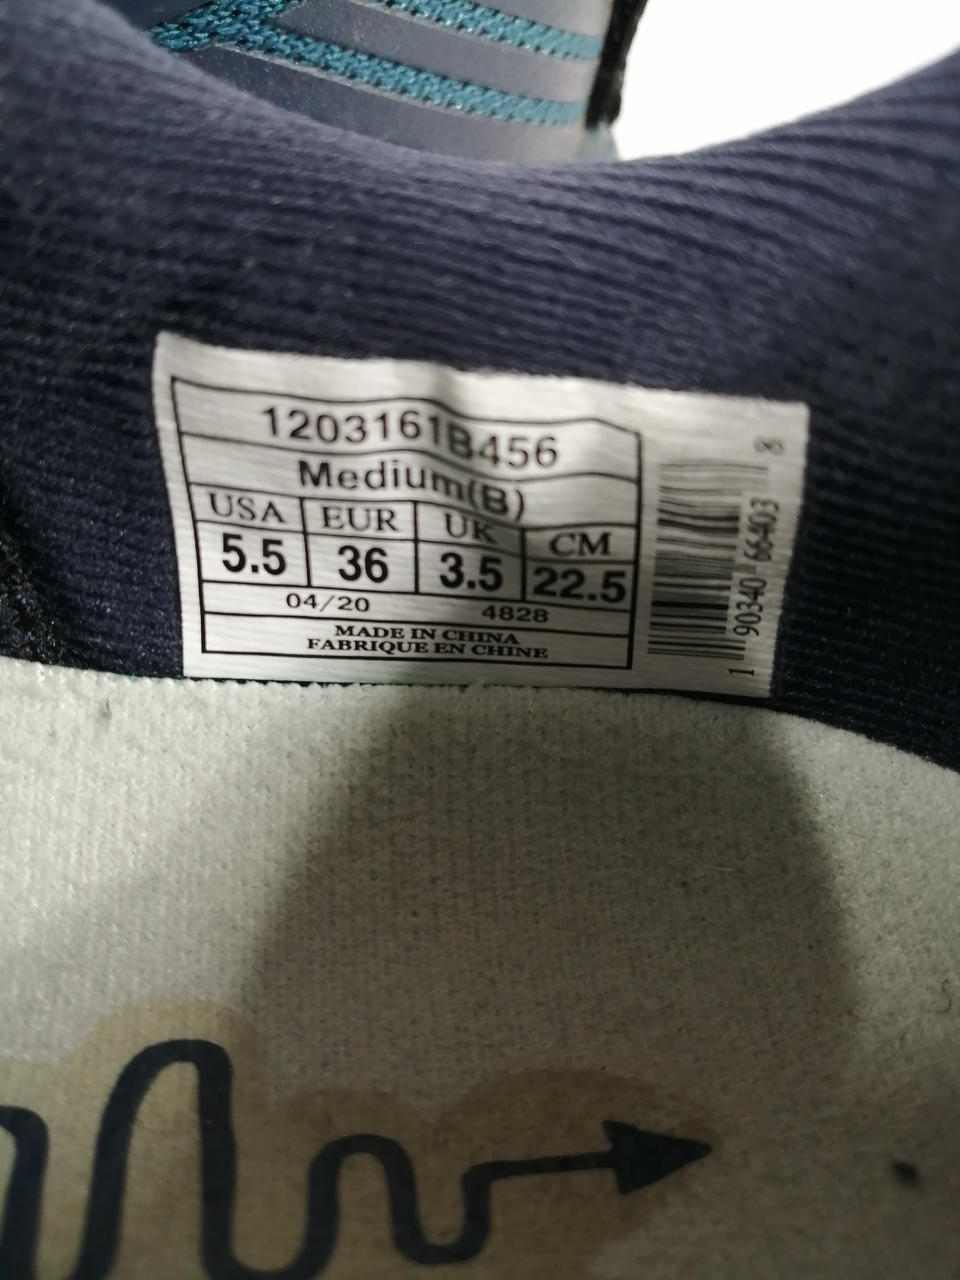 1203161B456
Medium(B)
USA EUR UK CM
5.5 36 3.5 22.5
04/20 4828
MADE IN CHINA
FABRIQUE EN CHINE
1 90340 66403 8